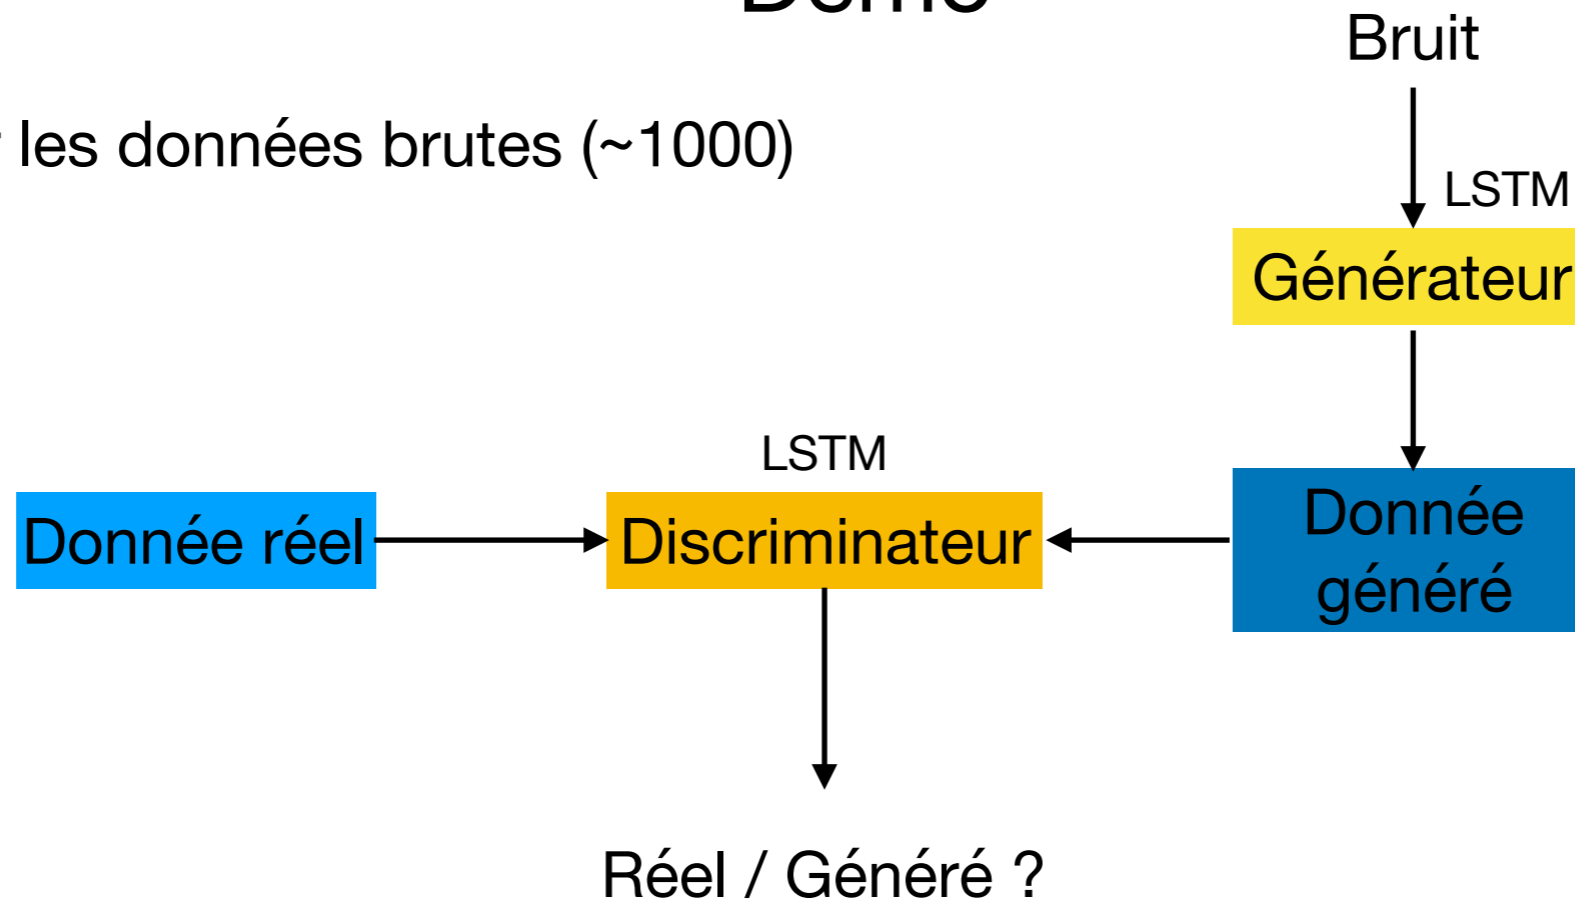 Bruit
les données brutes (~1000)
LSTM
Générateur
LSTM
Donnée réel
Discriminateur
Donnée
généré
Réel / Généré ?